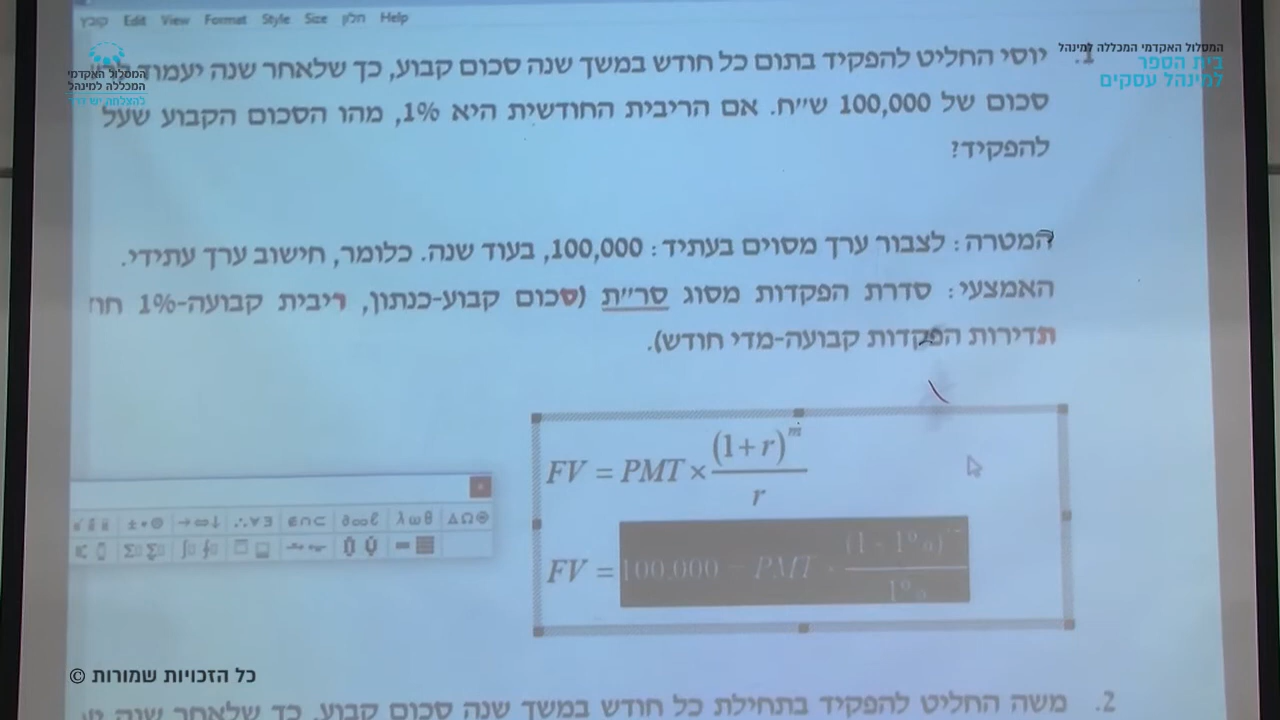 קובץ Edit View Format Style Size חלון Help
המסלול האקדמי
המכללה למינהל
להצלחה יש דרך
המסלול האקדמי המכללה למינהל
בית הספר
למינהל עסקים
1. יוסי החליט להפקיד בתום כל חודש במשך שנה סכום קבוע, כך שלאחר שנה יעמוד
סכום של 100,000 ש״ח. אם הריבית החודשית היא 1%, מהו הסכום הקבוע שעל
להפקיד?
המטרה: לצבור ערך מסוים בעתיד: 100,000, בעוד שנה. כלומר, חישוב ערך עתידי.
האמצעי: סדרת הפקדות מסוג סר״ת (סכום קבוע-כנתון, ריבית קבועה-1%
תדירות הפקדות קבועה-מדי חודש).
FV = PMT × (1+r)^m / r
FV = 100,000 = PMT
כל הזכויות שמורות ©
2. משה החליט להפקיד בתחילת כל חודש במשך שנה סכום קבוע, כך שלאחר שנה